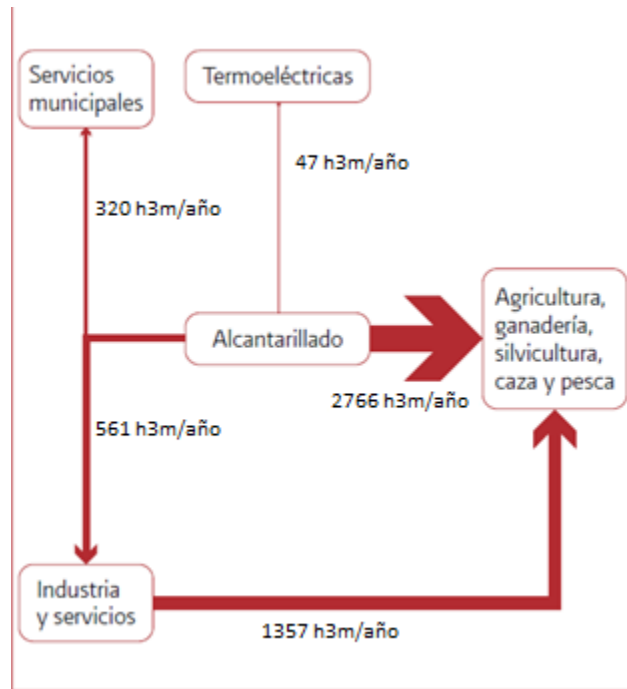 Servicios
municipales
Termoeléctricas
47 h3m/año
320 h3m/año
Alcantarillado
Agricultura,
ganadería,
silvicultura,
caza y pesca
2766 h3m/año
561 h3m/año
Industria
y servicios
1357 h3m/año